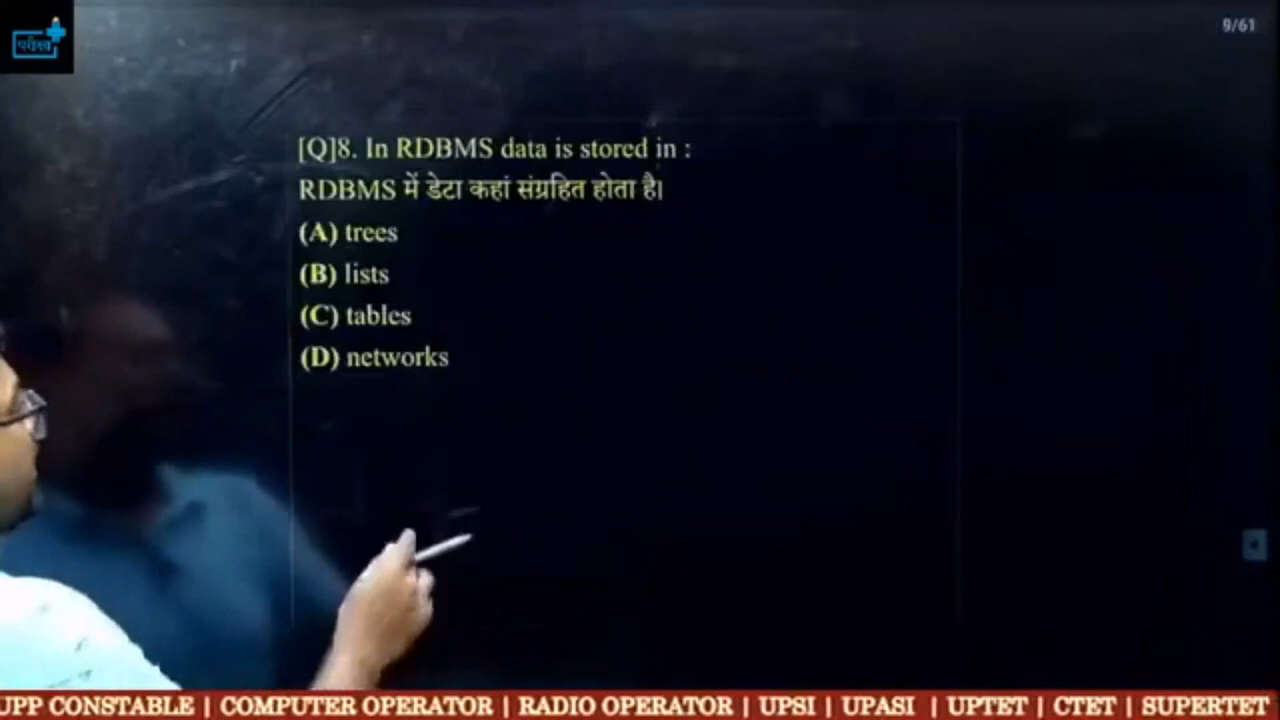 परीक्षा
9/61
[Q]8. In RDBMS data is stored in :
RDBMS में डेटा कहां संग्रहित होता है।
(A) trees
(B) lists
(C) tables
(D) networks
UPP CONSTABLE | COMPUTER OPERATOR | RADIO OPERATOR | UPSI | UPASI | UPTET | CTET | SUPERTET